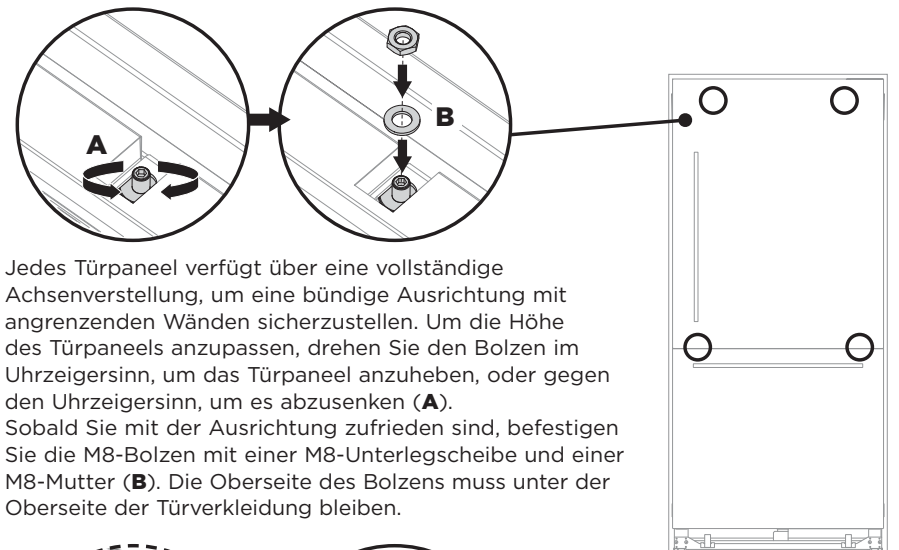 A
B
Jedes Türpaneel verfügt über eine vollständige
Achsenverstellung, um eine bündige Ausrichtung mit
angrenzenden Wänden sicherzustellen. Um die Höhe
des Türpaneels anzupassen, drehen Sie den Bolzen im
Uhrzeigersinn, um das Türpaneel anzuheben, oder gegen
den Uhrzeigersinn, um es abzusenken (A).
Sobald Sie mit der Ausrichtung zufrieden sind, befestigen
Sie die M8-Bolzen mit einer M8-Unterlegscheibe und einer
M8-Mutter (B). Die Oberseite des Bolzens muss unter der
Oberseite der Türverkleidung bleiben.